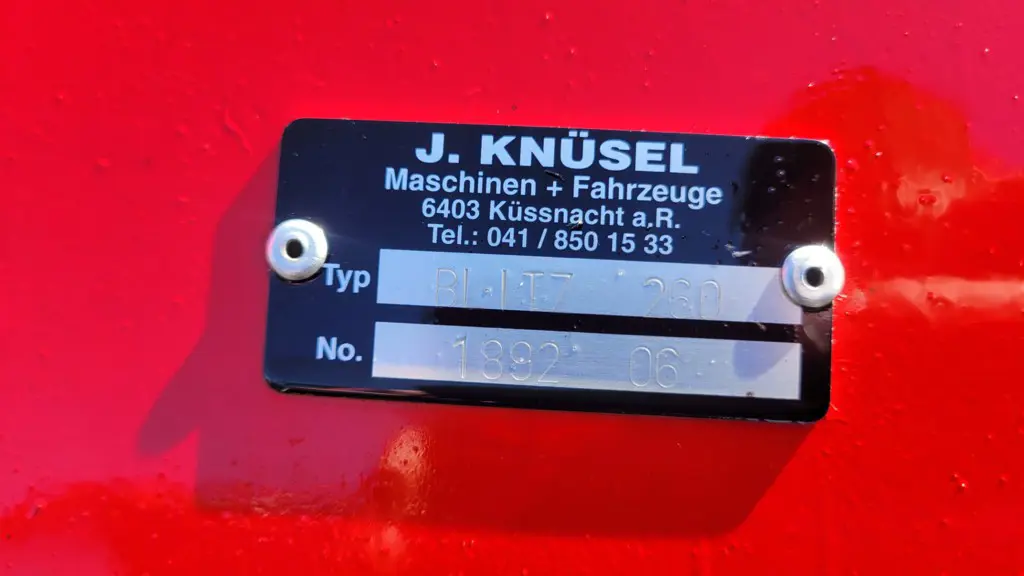 J. KNÜSEL
Maschinen + Fahrzeuge
6403 Küssnacht a.R.
Tel.: 041 / 850 15 33
Typ BLITZ 260
No. 1892 06